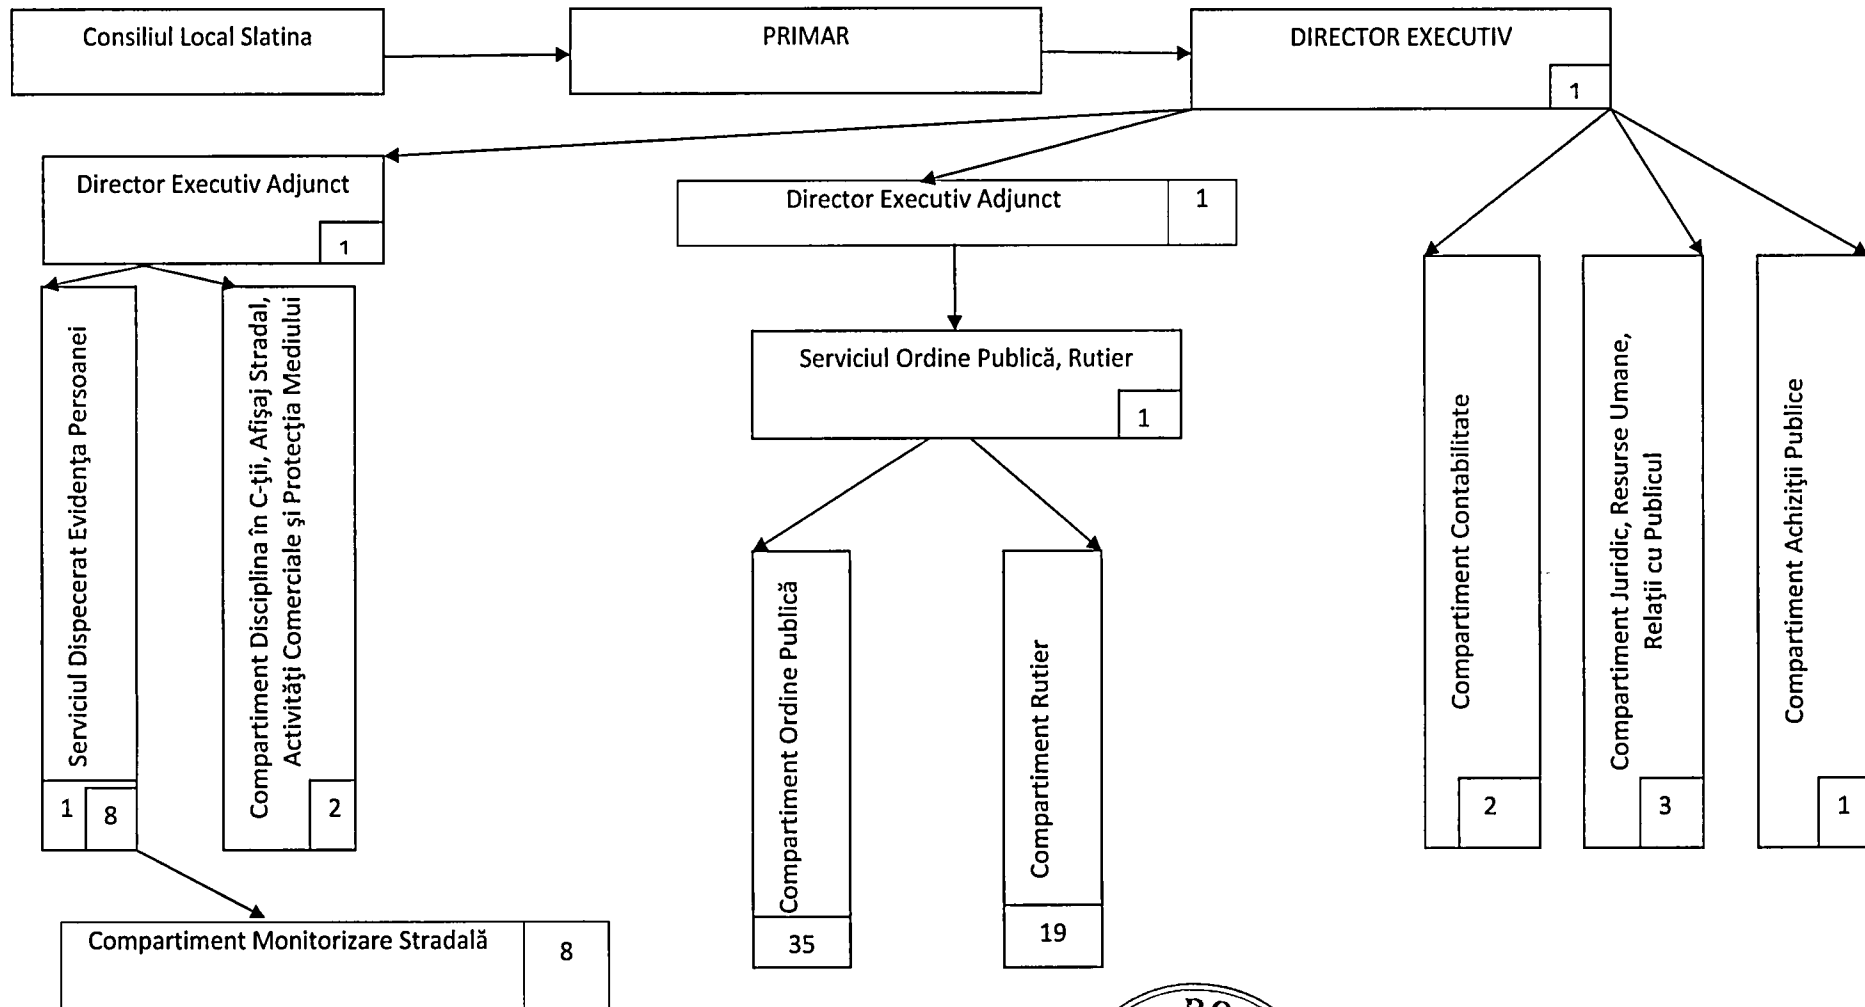 Consiliul Local Slatina
PRIMAR
DIRECTOR EXECUTIV
1
Director Executiv Adjunct
1
Director Executiv Adjunct
1
Serviciul Dispecerat Evidenţa Persoanei
1
8
Compartiment Disciplina în C-ţii, Afişaj Stradal,
Activităţi Comerciale şi Protecţia Mediului
2
Serviciul Ordine Publică, Rutier
1
Compartiment Ordine Publică
35
Compartiment Rutier
19
Compartiment Contabilitate
2
Compartiment Juridic, Resurse Umane,
Relaţii cu Publicul
3
Compartiment Achiziţii Publice
1
Compartiment Monitorizare Stradală
8